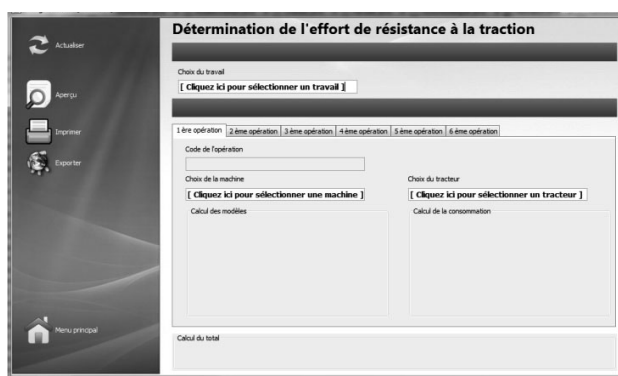 Détermination de l'effort de résistance à la traction
Actualiser
Choix du travail
[ Cliquez ici pour sélectionner un travail ]
Aperçu
Imprimer
1 ère opération 2 ème opération 3 ème opération 4 ème opération 5 ème opération 6 ème opération
Code de l'opération
Exporter
Choix de la machine Choix du tracteur
[ Cliquez ici pour sélectionner une machine ] [ Cliquez ici pour sélectionner un tracteur ]
Calcul des modèles Calcul de la consommation
Menu principal
Calcul du total